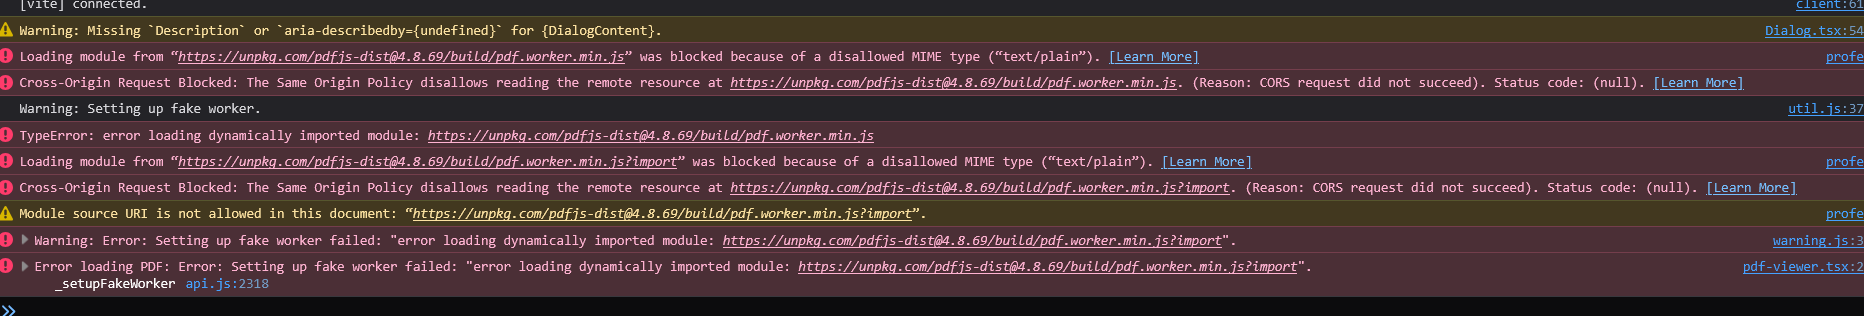 [vite] connected. client:61
Warning: Missing `Description` or `aria-describedby={undefined}` for {DialogContent}. Dialog.tsx:54
Loading module from “https://unpkg.com/pdfjs-dist@4.8.69/build/pdf.worker.min.js” was blocked because of a disallowed MIME type (“text/plain”). [Learn More] profe
Cross-Origin Request Blocked: The Same Origin Policy disallows reading the remote resource at https://unpkg.com/pdfjs-dist@4.8.69/build/pdf.worker.min.js. (Reason: CORS request did not succeed). Status code: (null). [Learn More]
Warning: Setting up fake worker. util.js:37
TypeError: error loading dynamically imported module: https://unpkg.com/pdfjs-dist@4.8.69/build/pdf.worker.min.js
Loading module from “https://unpkg.com/pdfjs-dist@4.8.69/build/pdf.worker.min.js?import” was blocked because of a disallowed MIME type (“text/plain”). [Learn More] profe
Cross-Origin Request Blocked: The Same Origin Policy disallows reading the remote resource at https://unpkg.com/pdfjs-dist@4.8.69/build/pdf.worker.min.js?import. (Reason: CORS request did not succeed). Status code: (null). [Learn More]
Module source URI is not allowed in this document: “https://unpkg.com/pdfjs-dist@4.8.69/build/pdf.worker.min.js?import”. profe
Warning: Error: Setting up fake worker failed: "error loading dynamically imported module: https://unpkg.com/pdfjs-dist@4.8.69/build/pdf.worker.min.js?import". warning.js:3
Error loading PDF: Error: Setting up fake worker failed: "error loading dynamically imported module: https://unpkg.com/pdfjs-dist@4.8.69/build/pdf.worker.min.js?import". pdf-viewer.tsx:2
_setupFakeWorker api.js:2318